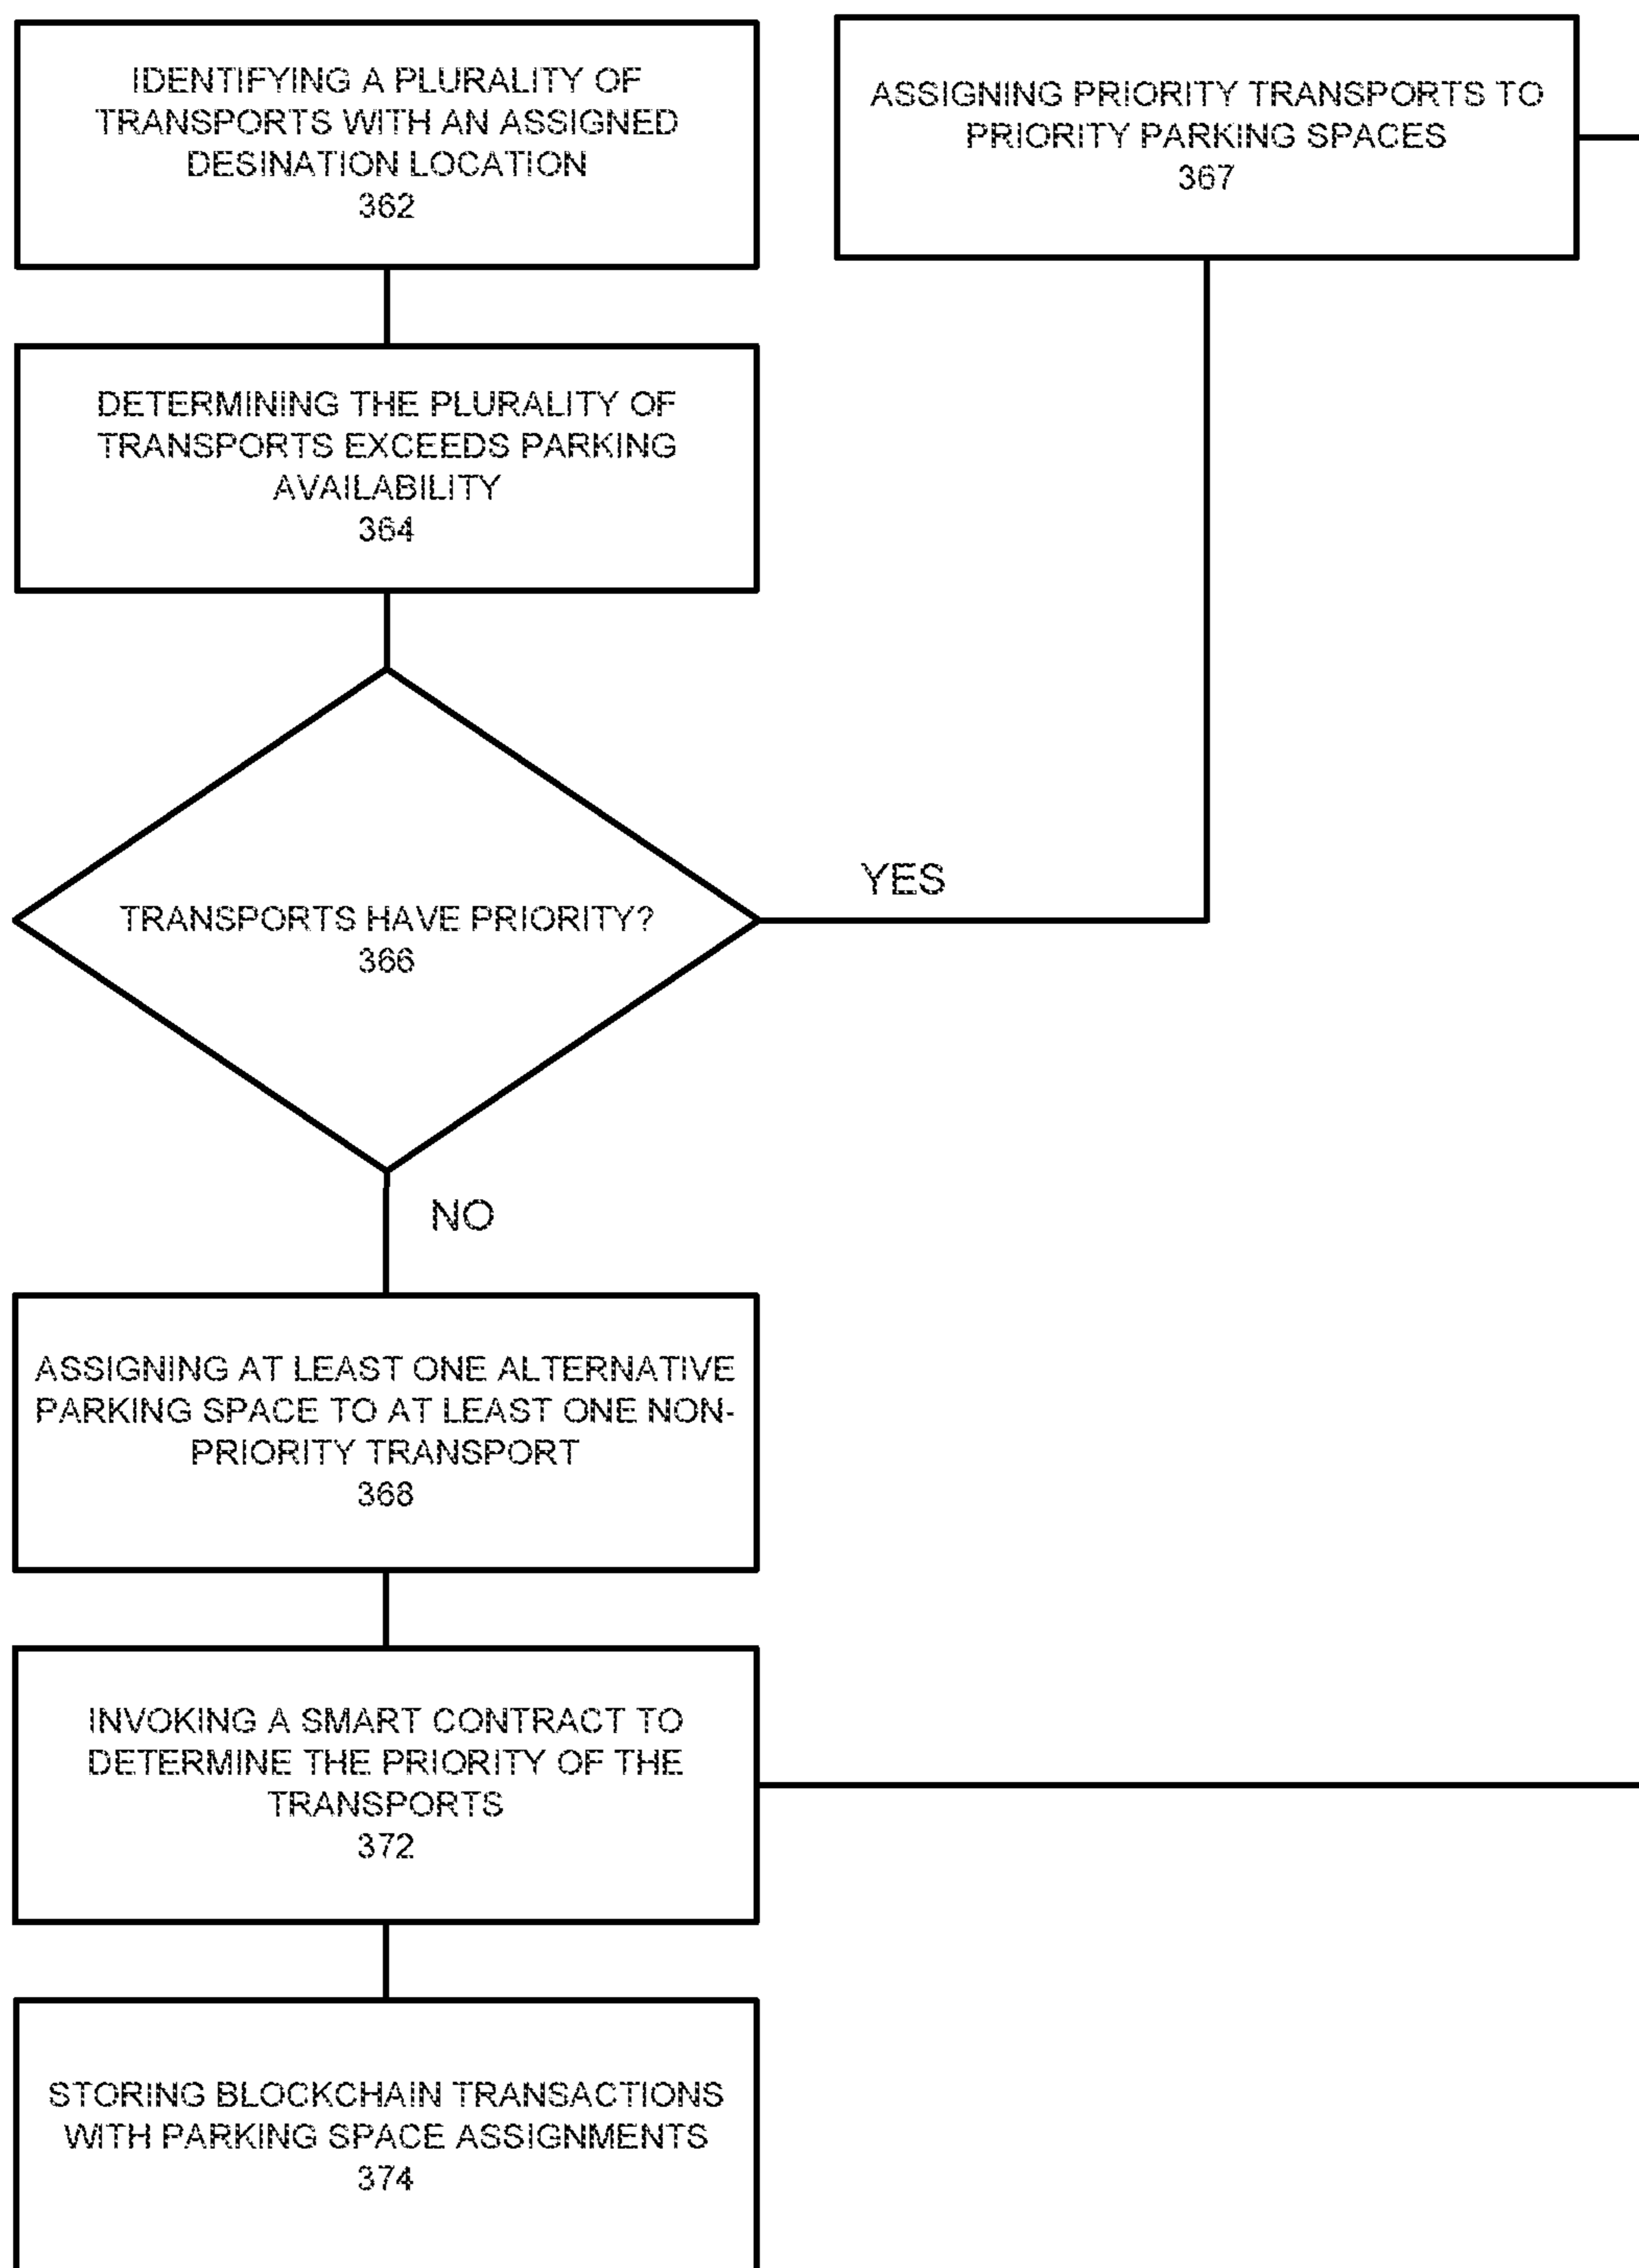 IDENTIFYING A PLURALITY OF
TRANSPORTS WITH AN ASSIGNED
DESINATION LOCATION
362
ASSIGNING PRIORITY TRANSPORTS TO
PRIORITY PARKING SPACES
367
DETERMINING THE PLURALITY OF
TRANSPORTS EXCEEDS PARKING
AVAILABILITY
364
TRANSPORTS HAVE PRIORITY?
366
YES
NO
ASSIGNING AT LEAST ONE ALTERNATIVE
PARKING SPACE TO AT LEAST ONE NON-
PRIORITY TRANSPORT
368
INVOKING A SMART CONTRACT TO
DETERMINE THE PRIORITY OF THE
TRANSPORTS
372
STORING BLOCKCHAIN TRANSACTIONS
WITH PARKING SPACE ASSIGNMENTS
374